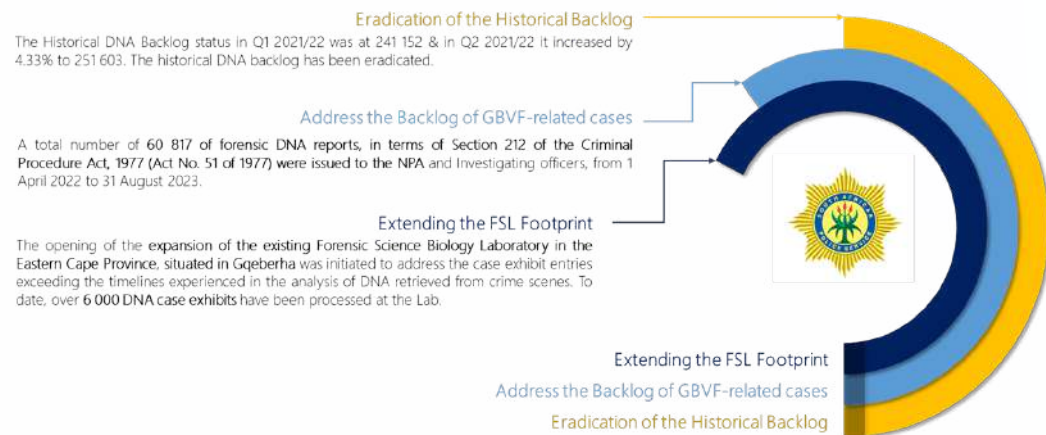 Eradication of the Historical Backlog
The Historical DNA Backlog status in Q1 2021/22 was at 241 152 & in Q2 2021/22 it increased by
4.33% to 251 603. The historical DNA backlog has been eradicated.
Address the Backlog of GBVF-related cases
A total number of 60 817 of forensic DNA reports, in terms of Section 212 of the Criminal
Procedure Act, 1977 (Act No. 51 of 1977) were issued to the NPA and Investigating officers, from 1
April 2022 to 31 August 2023.
Extending the FSL Footprint
The opening of the expansion of the existing Forensic Science Biology Laboratory in the
Eastern Cape Province, situated in Gqeberha was initiated to address the case exhibit entries
exceeding the timelines experienced in the analysis of DNA retrieved from crime scenes. To
date, over 6 000 DNA case exhibits have been processed at the Lab.
SOUTH AFRICAN
POLICE SERVICE
Extending the FSL Footprint
Address the Backlog of GBVF-related cases
Eradication of the Historical Backlog